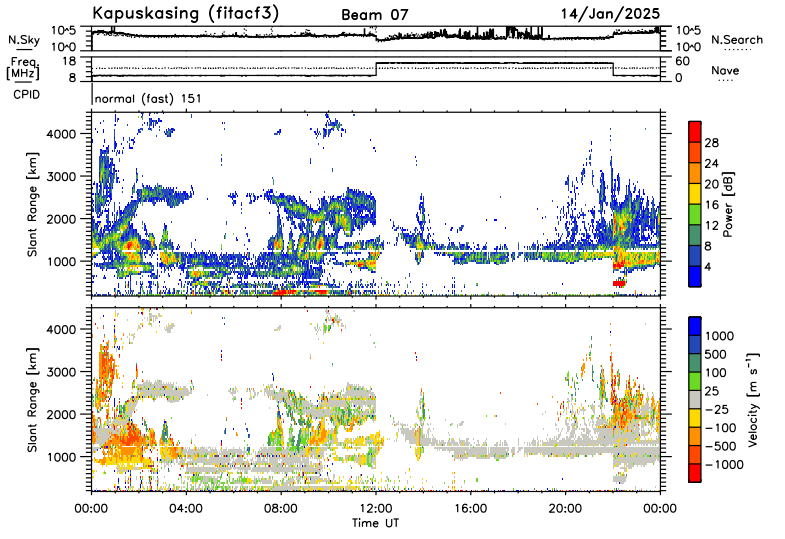 Kapuskasing (fitacf3) Beam 07 14/Jan/2025
N.Sky 10^5 10^0 10^5 10^0 N.Search
Freq. [MHz] 18 8 60 0 Nave
CPID normal (fast) 151
Slant Range [km] 4000 3000 2000 1000
Power [dB] 28 24 20 16 12 8 4
Slant Range [km] 4000 3000 2000 1000
Velocity [m s⁻¹] 1000 500 100 25 −25 −100 −500 −1000
00:00 04:00 08:00 12:00 16:00 20:00 00:00
Time UT